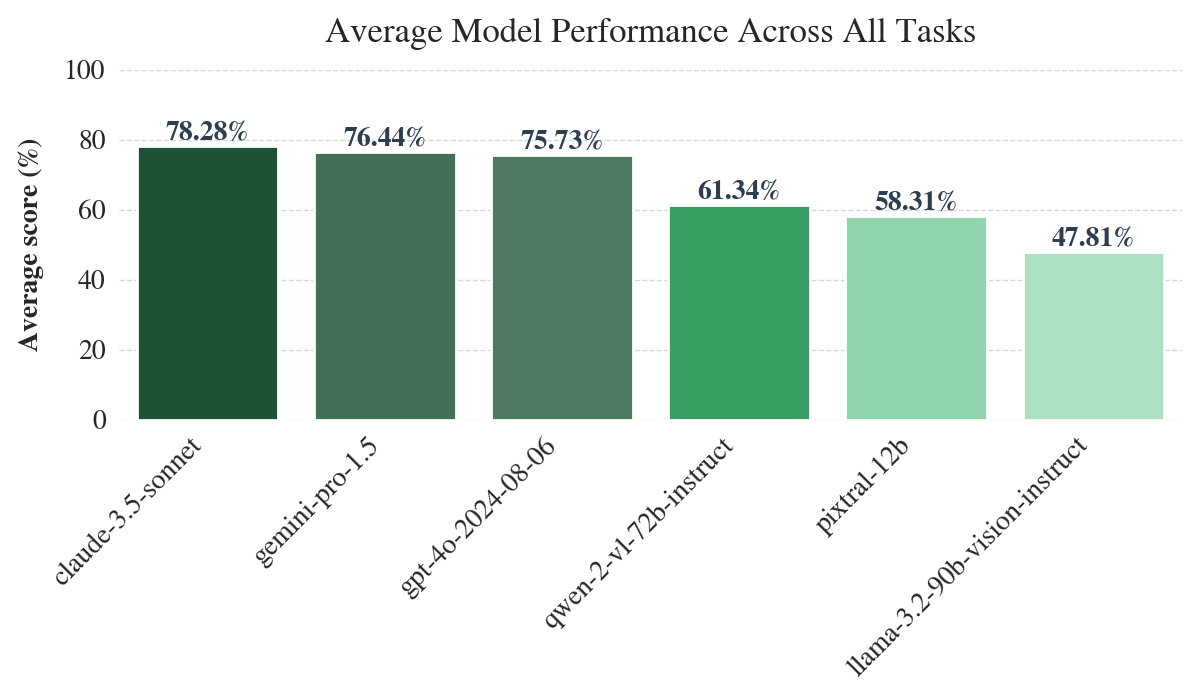 Average Model Performance Across All Tasks
Average score (%)
100
80
60
40
20
0
78.28%
76.44%
75.73%
61.34%
58.31%
47.81%
claude-3.5-sonnet
gemini-pro-1.5
gpt-4o-2024-08-06
qwen-2-vl-72b-instruct
pixtral-12b
llama-3.2-90b-vision-instruct